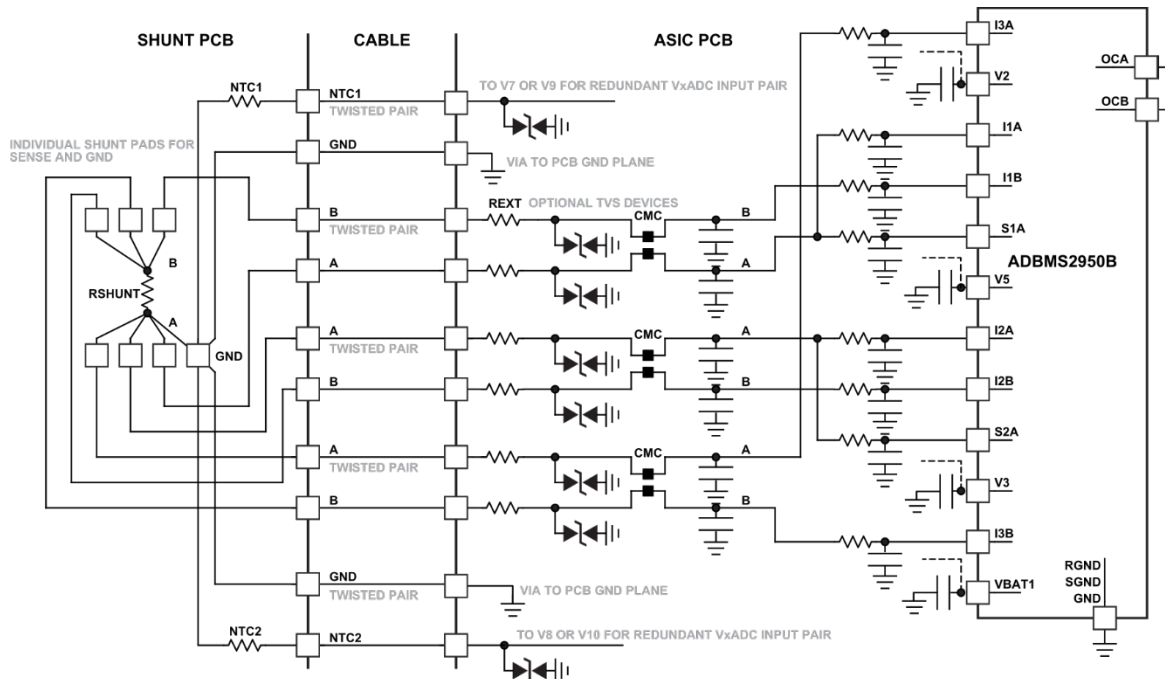 SHUNT PCB
CABLE
ASIC PCB
I3A
OCA
V2
OCB
NTC1
NTC1
TWISTED PAIR
TO V7 OR V9 FOR REDUNDANT VxADC INPUT PAIR
INDIVIDUAL SHUNT PADS FOR
SENSE AND GND
GND
VIA TO PCB GND PLANE
I1A
I1B
B
TWISTED PAIR
REXT
OPTIONAL TVS DEVICES
CMC
B
S1A
A
A
ADBMS2950B
B
RSHUNT
A
V5
GND
A
TWISTED PAIR
CMC
A
I2A
B
B
I2B
S2A
A
TWISTED PAIR
CMC
A
V3
B
B
I3B
GND
TWISTED PAIR
VIA TO PCB GND PLANE
VBAT1
RGND
SGND
GND
NTC2
NTC2
TO V8 OR V10 FOR REDUNDANT VxADC INPUT PAIR